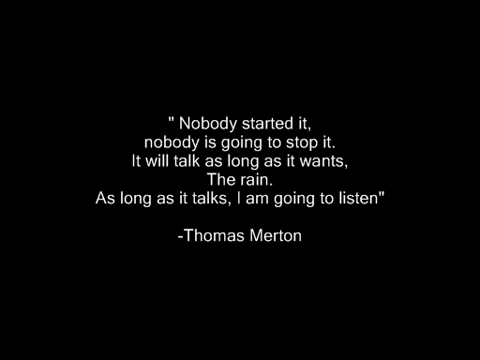 " Nobody started it,
nobody is going to stop it.
It will talk as long as it wants,
The rain.
As long as it talks, I am going to listen"
-Thomas Merton